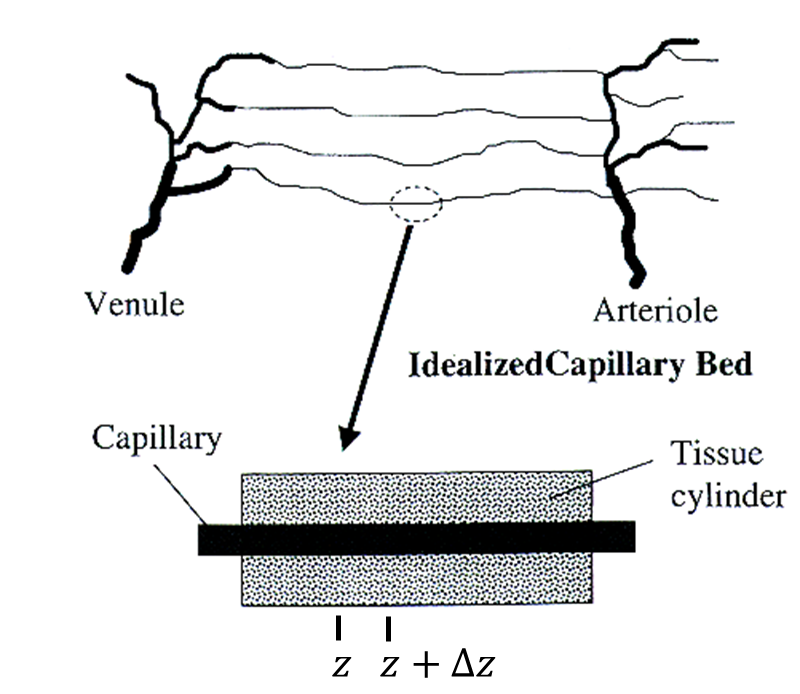 Venule
Arteriole
IdealizedCapillary Bed
Capillary
Tissue
cylinder
z z + Δz